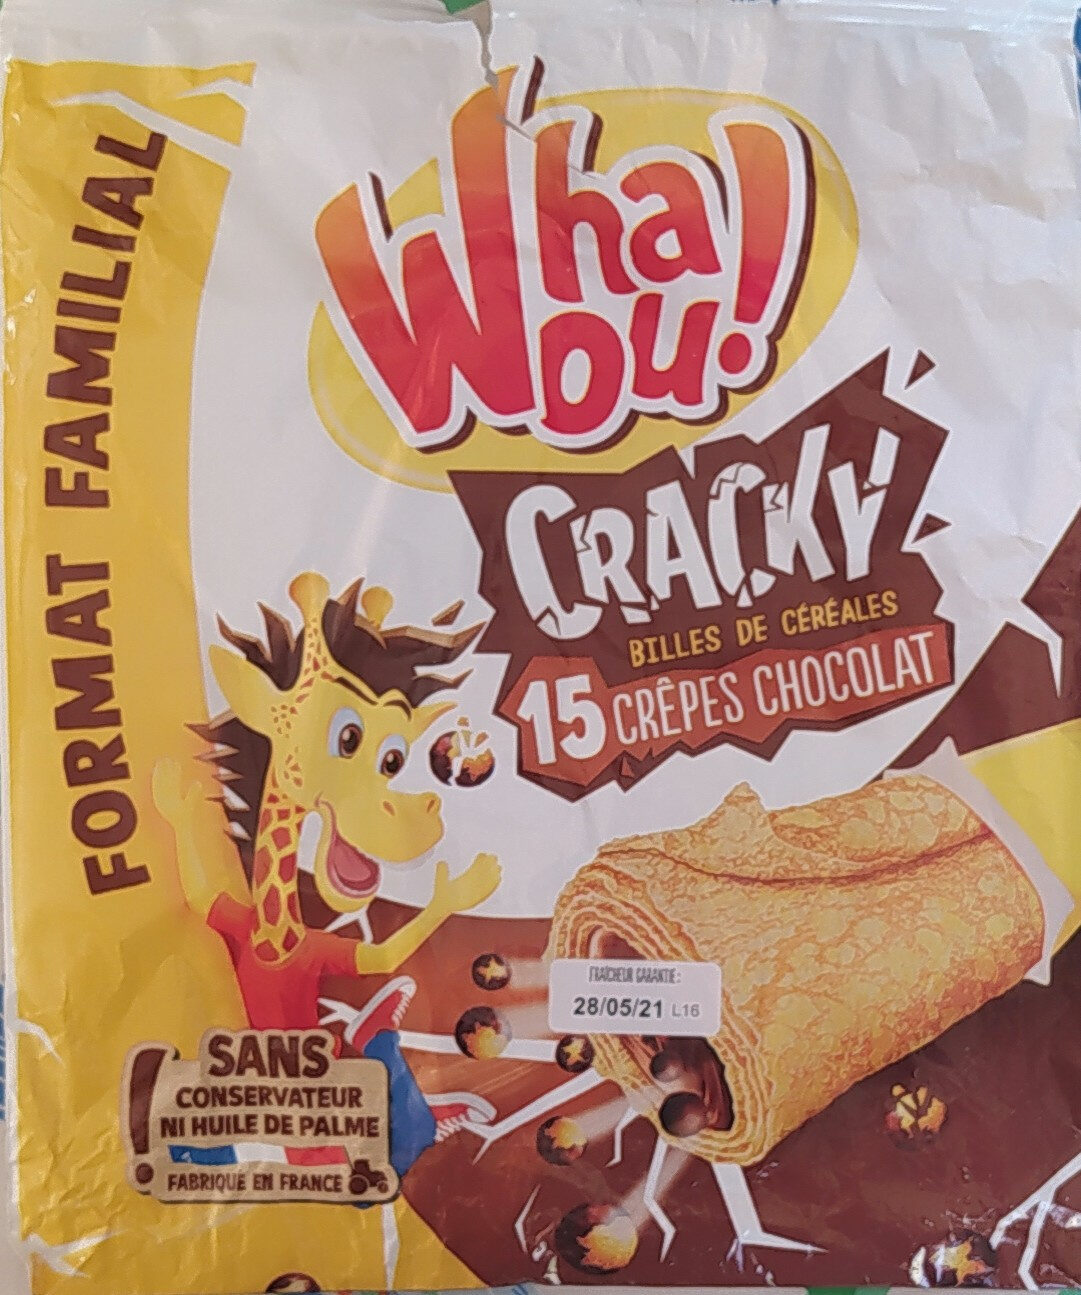 FORMAT FAMILIAL
Wha
Wou!
CRACKY
BILLES DE CÉRÉALES
15 CRÊPES CHOCOLAT
FRAÎCHEUR GARANTIE:
28/05/21 L16
SANS
CONSERVATEUR
NI HUILE DE PALME
FABRIQUÉ EN FRANCE